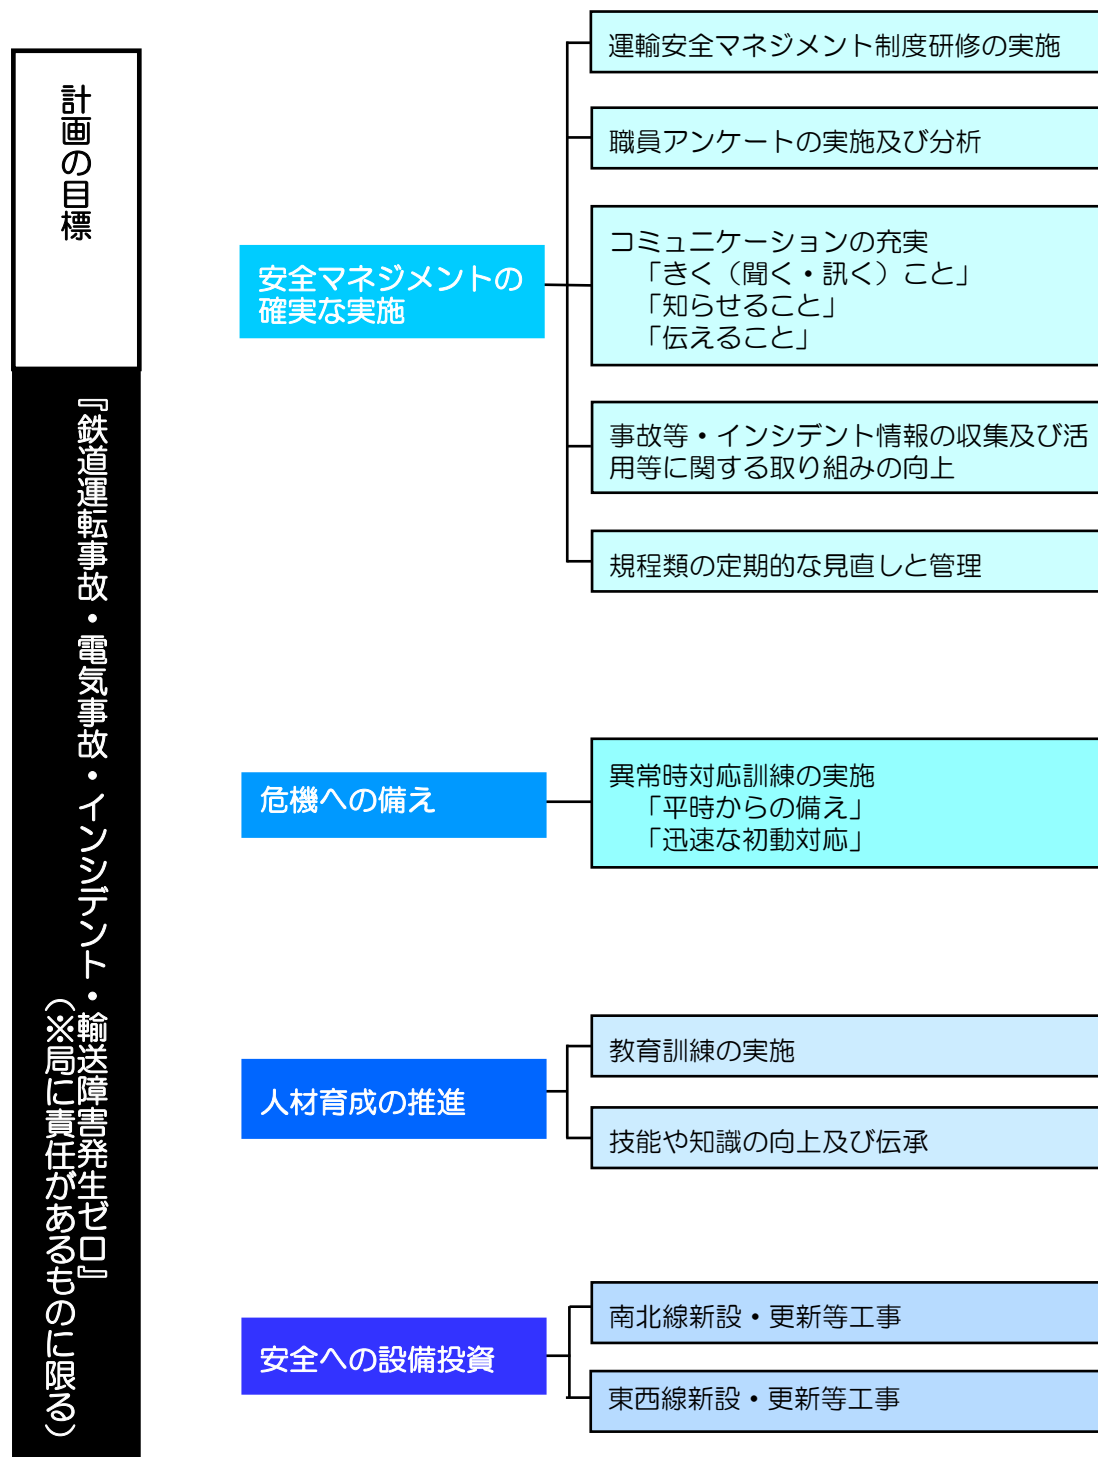 計画の目標
『鉄道運転事故・電気事故・インシデント・輸送障害発生ゼロ』
（※局に責任があるものに限る）
安全マネジメントの
確実な実施
運輸安全マネジメント制度研修の実施
職員アンケートの実施及び分析
コミュニケーションの充実
「きく（聞く・訊く）こと」
「知らせること」
「伝えること」
事故等・インシデント情報の収集及び活
用等に関する取り組みの向上
規程類の定期的な見直しと管理
危機への備え
異常時対応訓練の実施
「平時からの備え」
「迅速な初動対応」
人材育成の推進
教育訓練の実施
技能や知識の向上及び伝承
安全への設備投資
南北線新設・更新等工事
東西線新設・更新等工事